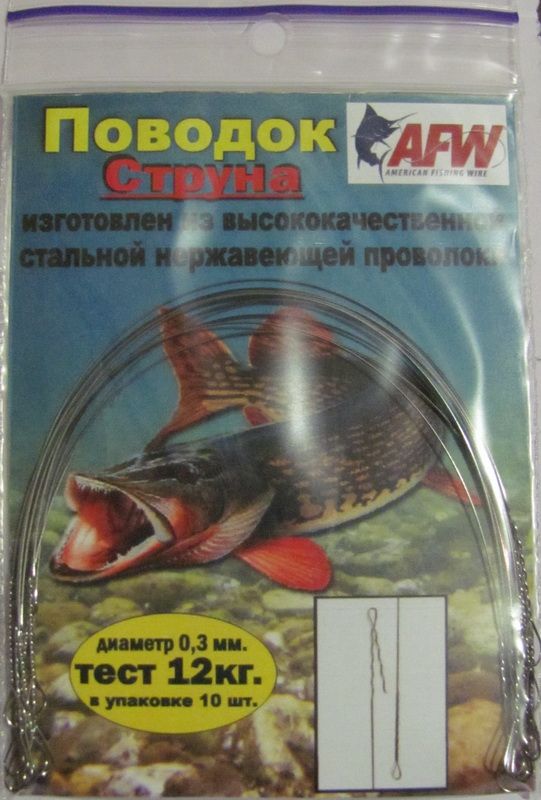 Поводок
Струна
AFW
AMERICAN FISHING WIRE
изготовлен из высококачественной
стальной нержавеющей проволоки
диаметр 0,3 мм.
тест 12кг.
в упаковке 10 шт.